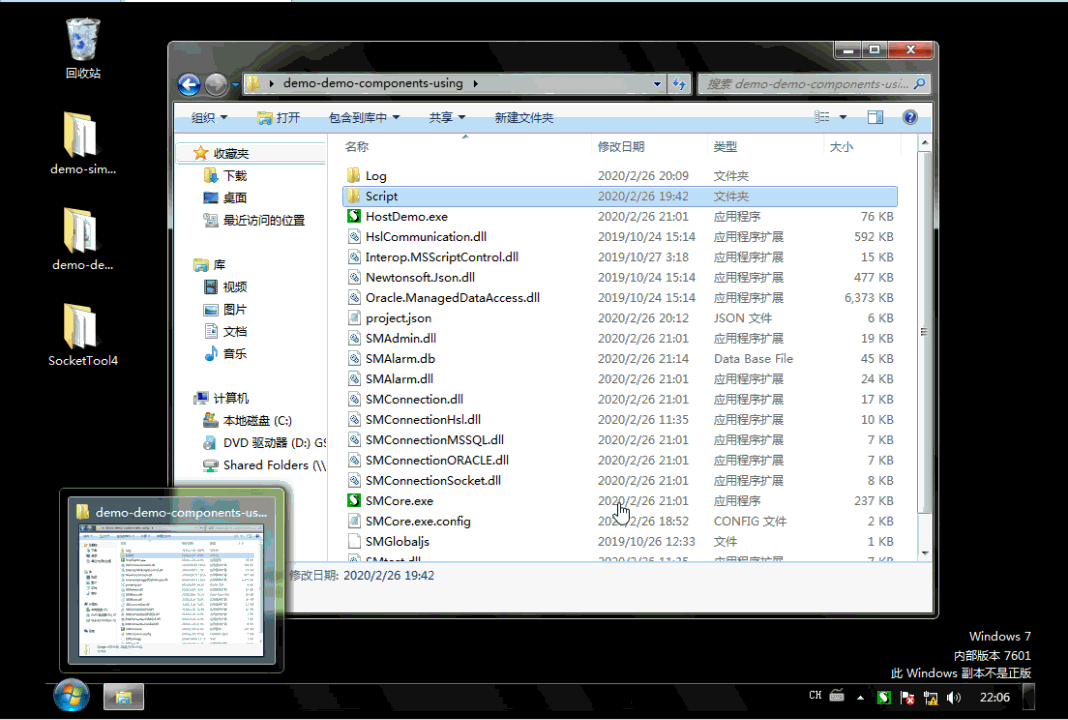 回收站
demo-sim...
demo-de...
SocketTool4
demo-demo-components-using
搜索 demo-demo-components-usi...
组织 打开 包含到库中 共享 新建文件夹
名称 修改日期 类型 大小
收藏夹
下载
桌面
最近访问的位置
库
视频
图片
文档
音乐
计算机
本地磁盘 (C:)
DVD 驱动器 (D:) GS
Shared Folders (\\
Log 2020/2/26 20:09 文件夹
Script 2020/2/26 19:42 文件夹
HostDemo.exe 2020/2/26 21:01 应用程序 76 KB
HslCommunication.dll 2019/10/24 15:14 应用程序扩展 592 KB
Interop.MSScriptControl.dll 2019/10/27 3:18 应用程序扩展 15 KB
Newtonsoft.Json.dll 2019/10/24 15:14 应用程序扩展 477 KB
Oracle.ManagedDataAccess.dll 2019/10/24 15:14 应用程序扩展 6,373 KB
project.json 2020/2/26 20:12 JSON 文件 6 KB
SMAdmin.dll 2020/2/26 21:01 应用程序扩展 19 KB
SMAlarm.db 2020/2/26 21:14 Data Base File 45 KB
SMAlarm.dll 2020/2/26 21:01 应用程序扩展 24 KB
SMConnection.dll 2020/2/26 21:01 应用程序扩展 17 KB
SMConnectionHsl.dll 2020/2/26 11:35 应用程序扩展 10 KB
SMConnectionMSSQL.dll 2020/2/26 21:01 应用程序扩展 7 KB
SMConnectionORACLE.dll 2020/2/26 21:01 应用程序扩展 7 KB
SMConnectionSocket.dll 2020/2/26 21:01 应用程序扩展 8 KB
SMCore.exe 2020/2/26 21:01 应用程序 237 KB
SMCore.exe.config 2020/2/26 18:52 CONFIG 文件 2 KB
SMGlobaljs 2019/10/26 12:33 文件 1 KB
demo-demo-components-us...
修改日期: 2020/2/26 19:42
Windows 7
内部版本 7601
此 Windows 副本不是正版
CH 22:06